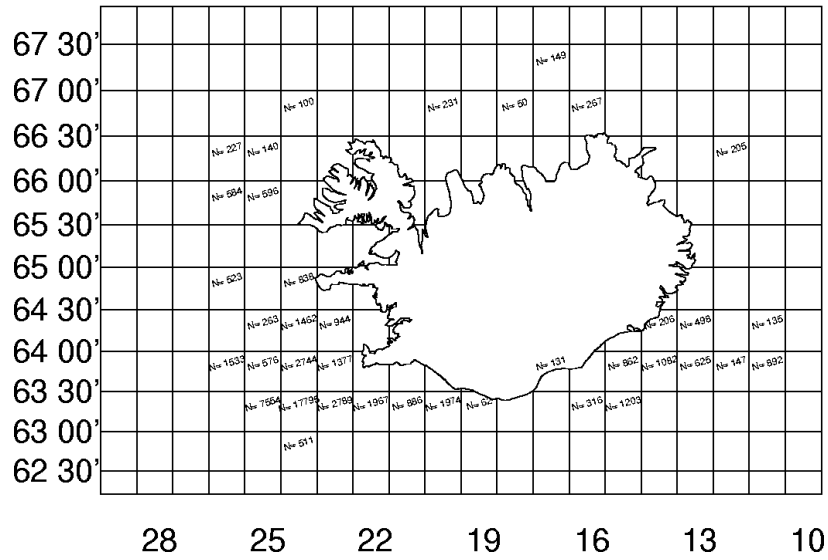 67 30'
N= 149
67 00'
N= 100 N= 231 N= 50 N= 267
66 30'
N= 227 N= 140 N= 205
66 00'
N= 584 N= 596
65 30'
65 00'
N= 523 N= 838
64 30'
N= 263 N= 1462 N= 944 N= 206 N= 498 N= 135
64 00'
N= 1533 N= 576 N= 2744 N= 1377 N= 131 N= 862 N= 1082 N= 625 N= 147 N= 892
63 30'
N= 7554 N= 17795 N= 2789 N= 1967 N= 886 N= 1974 N= 62 N= 316 N= 1203
63 00'
N= 511
62 30'
28 25 22 19 16 13 10